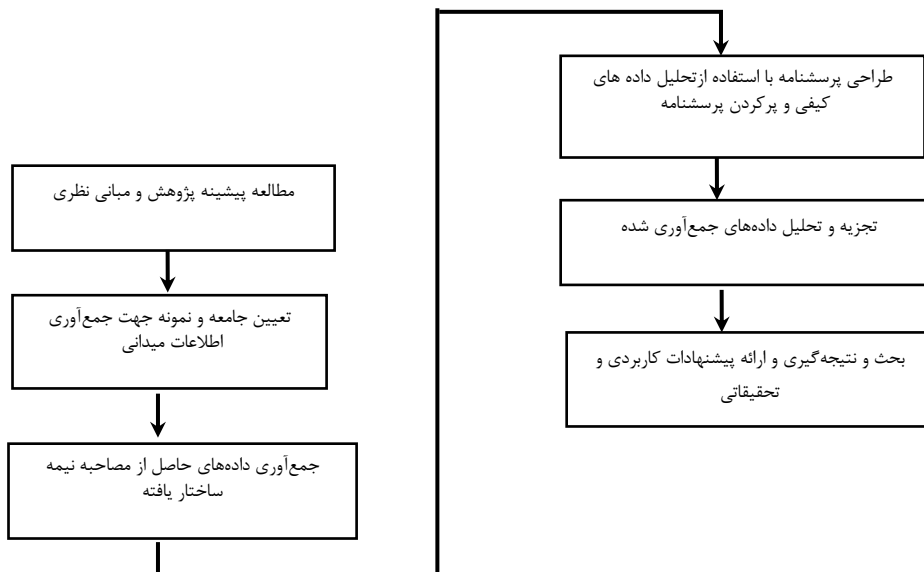 مطالعه پیشینه پژوهش و مبانی نظری
تعیین جامعه و نمونه جهت جمع‌آوری
اطلاعات میدانی
جمع‌آوری داده‌های حاصل از مصاحبه نیمه
ساختار یافته
طراحی پرسشنامه با استفاده ازتحلیل داده های
کیفی و پرکردن پرسشنامه
تجزیه و تحلیل داده‌های جمع‌آوری شده
بحث و نتیجه‌گیری و ارائه پیشنهادات کاربردی و
تحقیقاتی